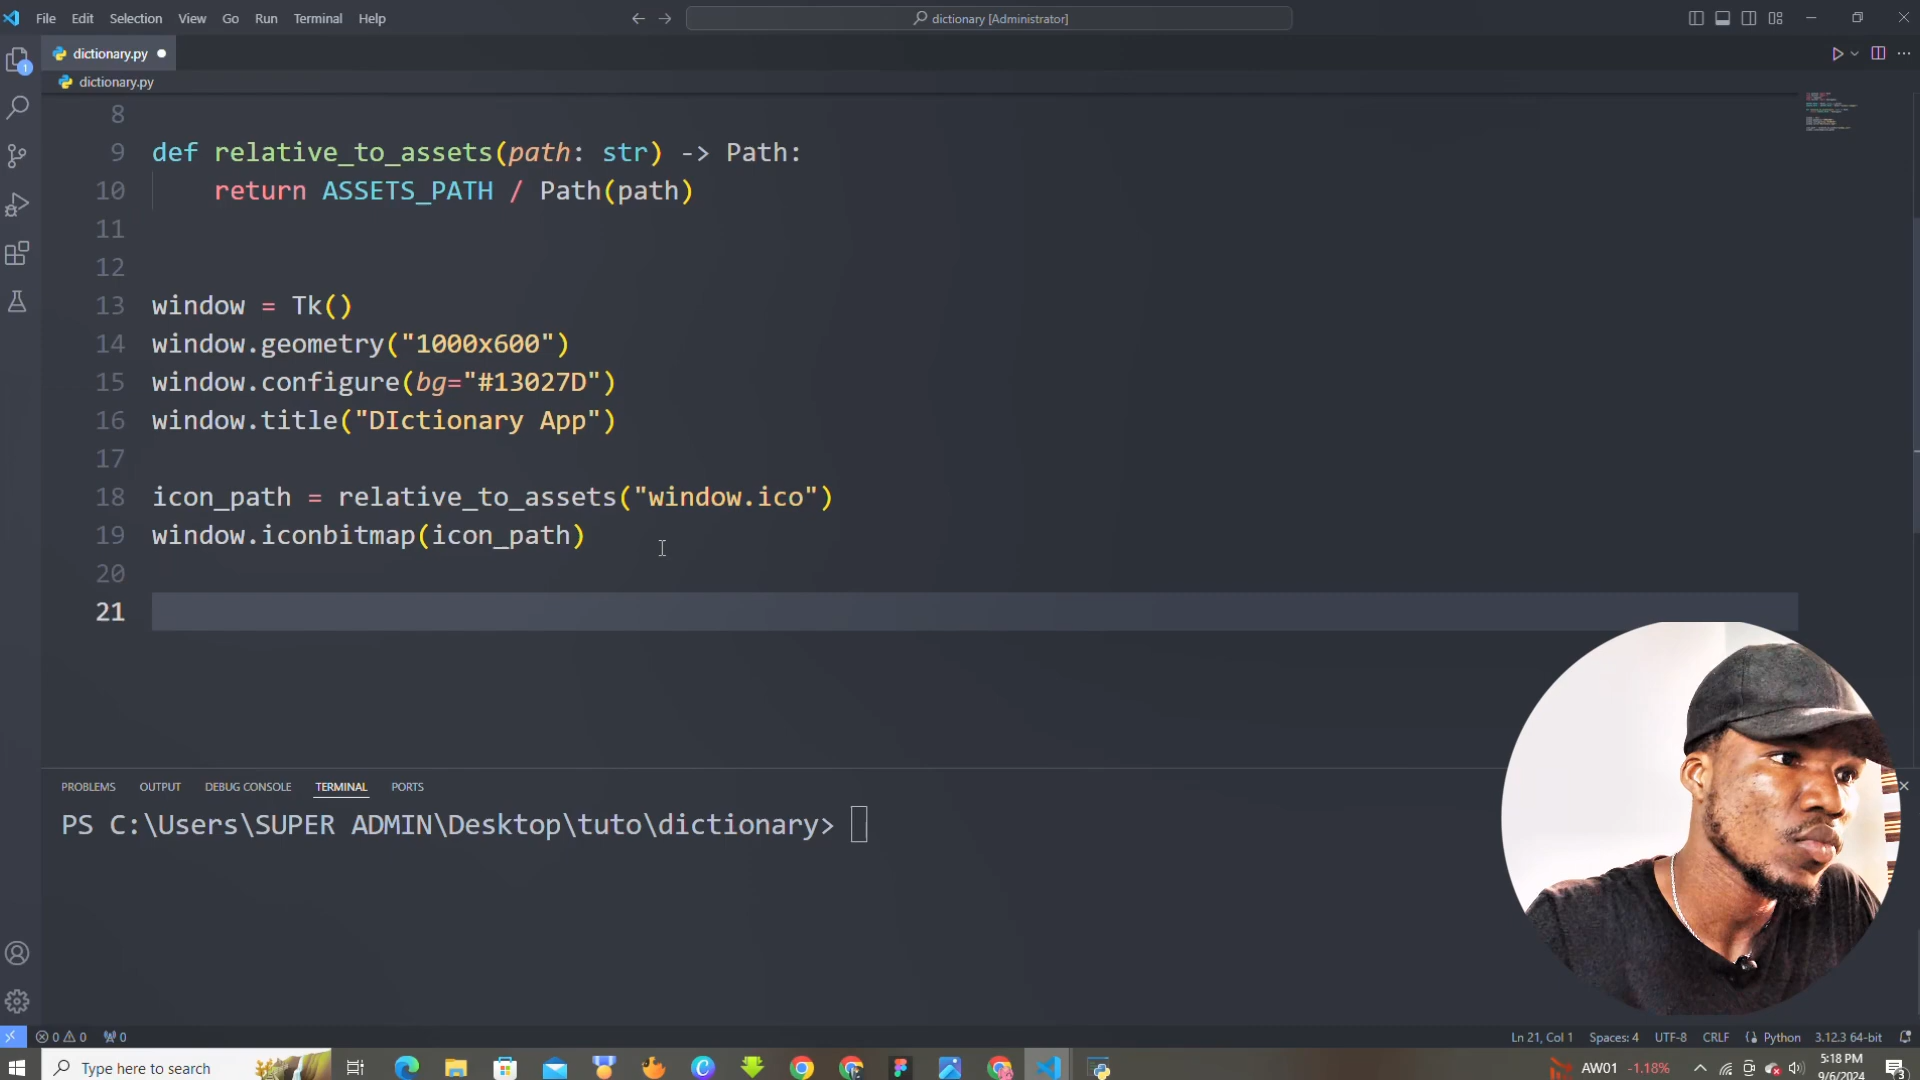 File Edit Selection View Go Run Terminal Help
dictionary [Administrator]
dictionary.py
1
dictionary.py
8
9 def relative_to_assets(path: str) -> Path:
10 return ASSETS_PATH / Path(path)
11
12
13 window = Tk()
14 window.geometry("1000x600")
15 window.configure(bg="#13027D")
16 window.title("DIctionary App")
17
18 icon_path = relative_to_assets("window.ico")
19 window.iconbitmap(icon_path)
20
21
PROBLEMS OUTPUT DEBUG CONSOLE TERMINAL PORTS
PS C:\Users\SUPER ADMIN\Desktop\tuto\dictionary>
0 0 0
Ln 21, Col 1 Spaces: 4 UTF-8 CRLF Python 3.12.3 64-bit
Type here to search
AW01 -1.18%
5:18 PM
9/6/2024
3